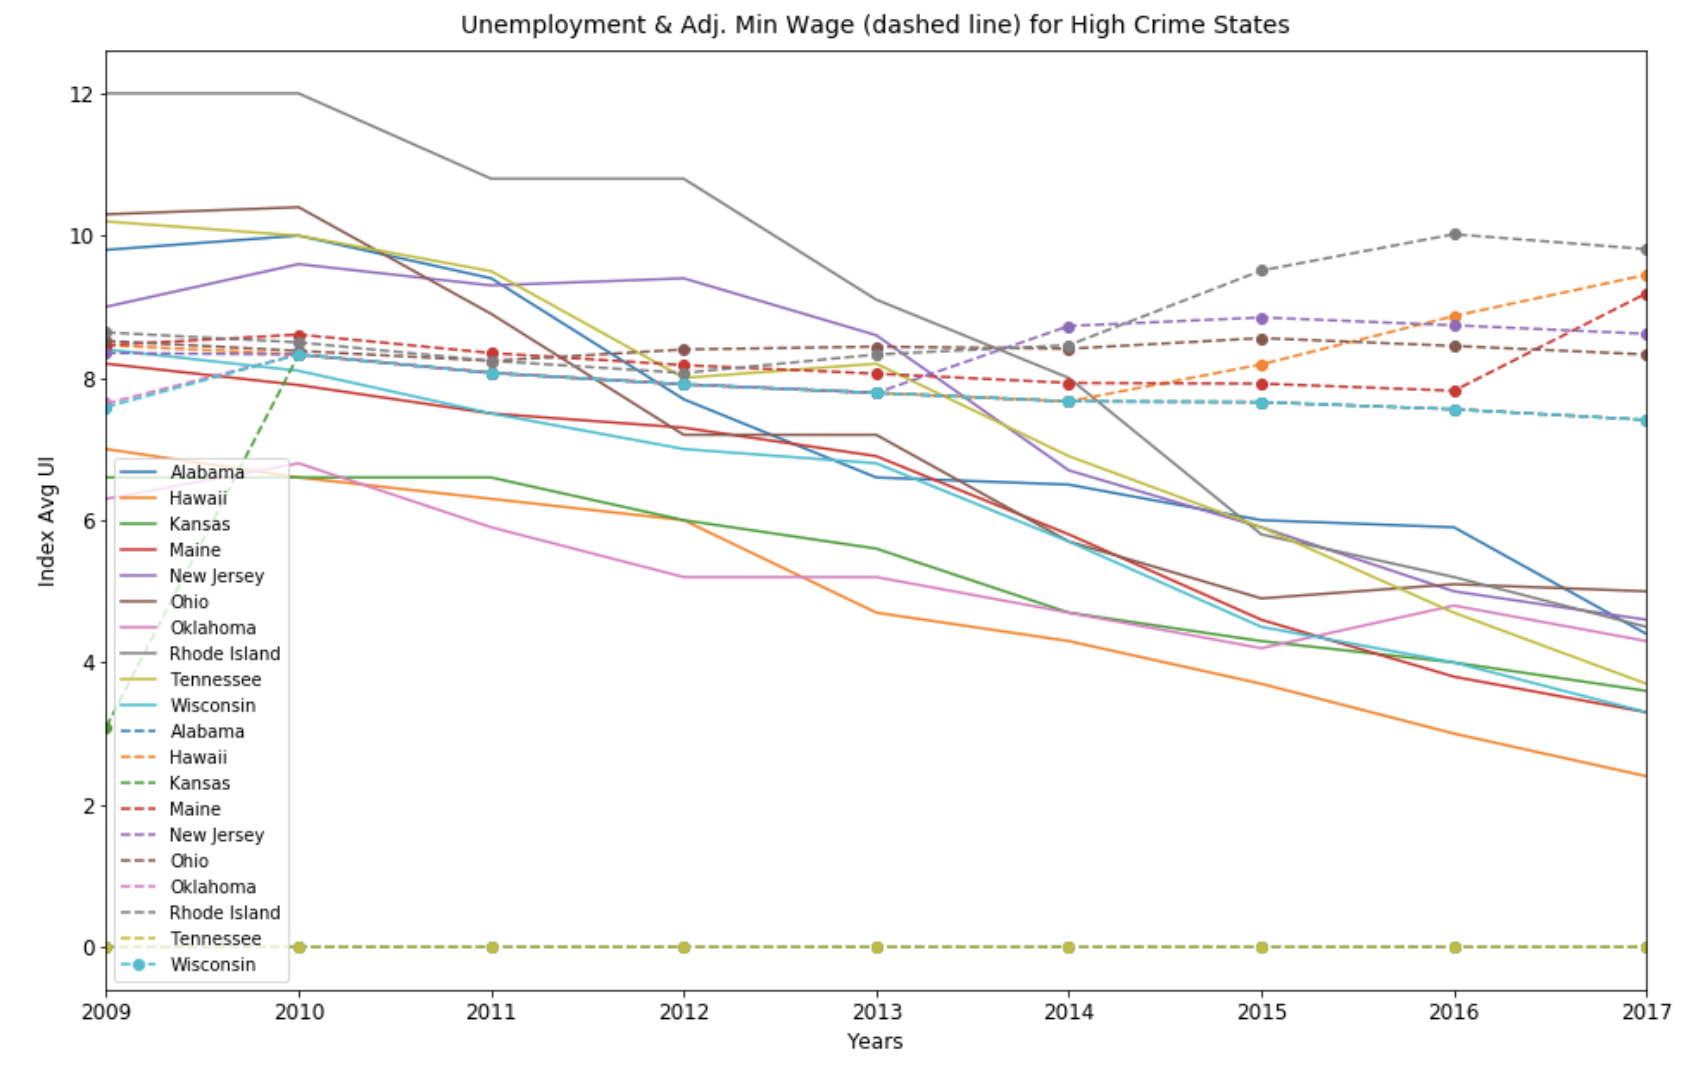 Unemployment & Adj. Min Wage (dashed line) for High Crime States
12
10
8
6
4
2
0
Index Avg UI
Alabama
Hawaii
Kansas
Maine
New Jersey
Ohio
Oklahoma
Rhode Island
Tennessee
Wisconsin
Alabama
Hawaii
Kansas
Maine
New Jersey
Ohio
Oklahoma
Rhode Island
Tennessee
Wisconsin
2009 2010 2011 2012 2013 2014 2015 2016 2017
Years